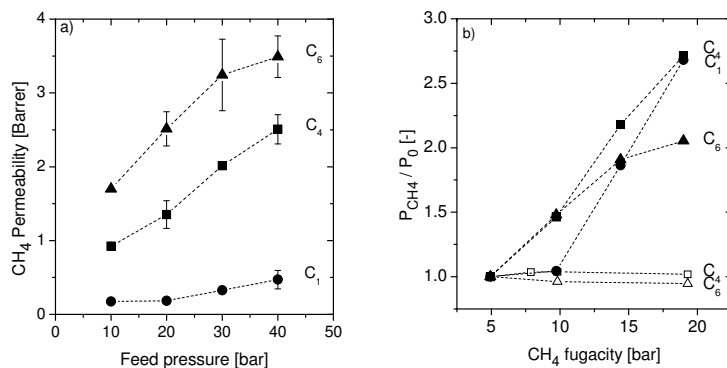 a)
C6
C4
C1
CH4 Permeability [Barrer]
4
3
2
1
0
0 10 20 30 40 50
Feed pressure [bar]
b)
C4
C1
C6
C4
C6
PCH4 / P0 [-]
3.0
2.5
2.0
1.5
1.0
5 10 15 20
CH4 fugacity [bar]